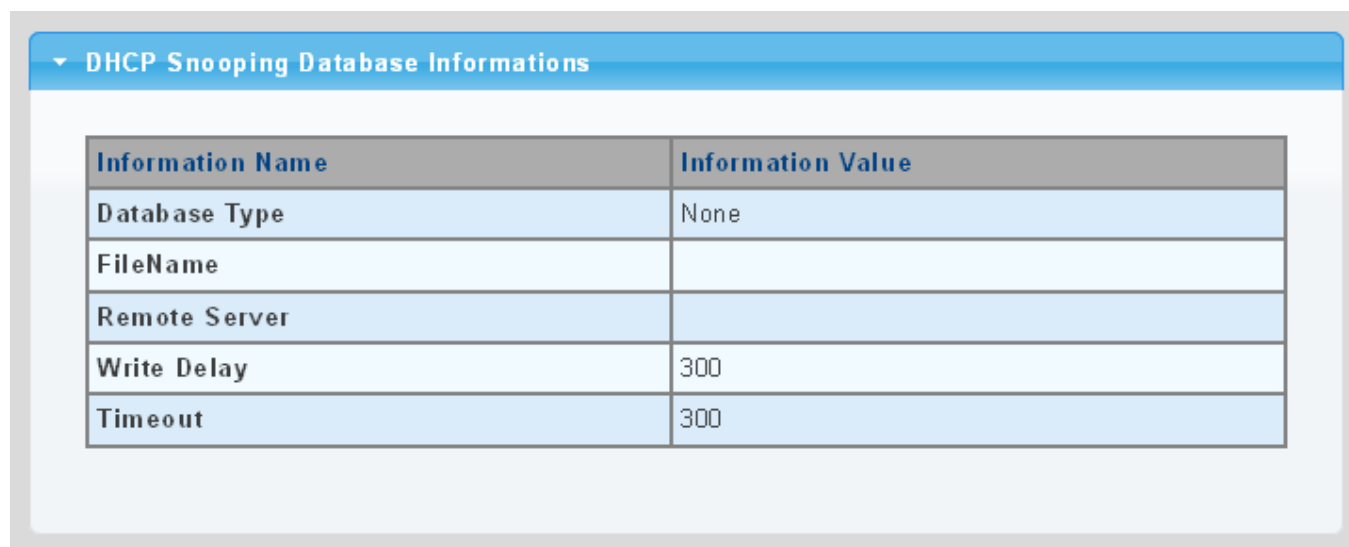 DHCP Snooping Database Informations
Information Name Information Value
Database Type None
FileName
Remote Server
Write Delay 300
Timeout 300